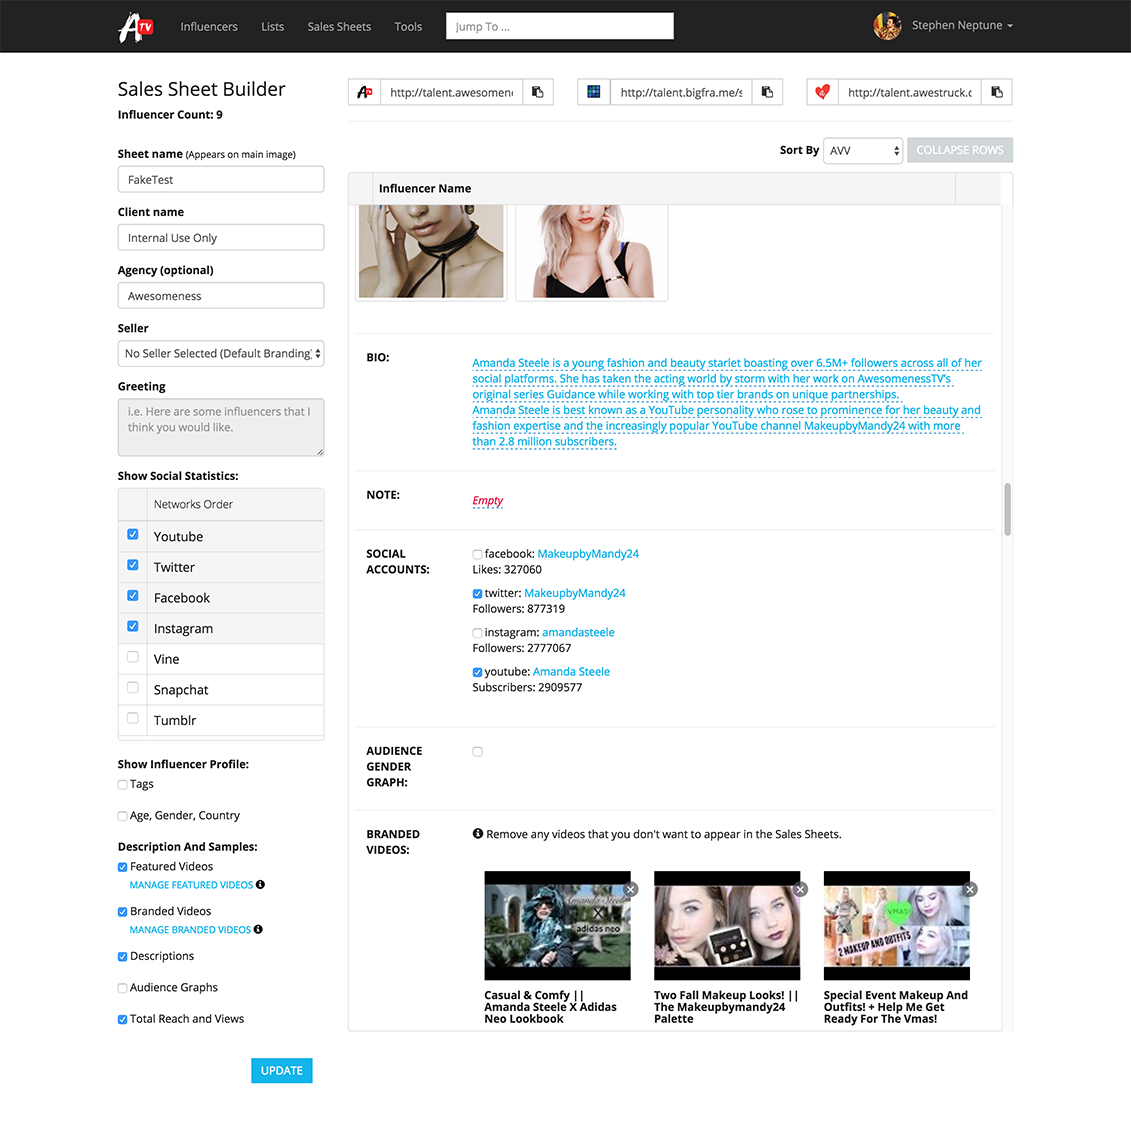 ATV
Influencers
Lists
Sales Sheets
Tools
Jump To ...
Stephen Neptune
Sales Sheet Builder
Influencer Count: 9
http://talent.awesomen
http://talent.bigfra.me/s
http://talent.awestruck.c
Sort By
AVV
COLLAPSE ROWS
Sheet name (Appears on main image)
FakeTest
Client name
Internal Use Only
Agency (optional)
Awesomeness
Seller
No Seller Selected (Default Branding)
Greeting
i.e. Here are some influencers that I
think you would like.
Show Social Statistics:
Networks Order
Youtube
Twitter
Facebook
Instagram
Vine
Snapchat
Tumblr
Show Influencer Profile:
Tags
Age, Gender, Country
Description And Samples:
Featured Videos
MANAGE FEATURED VIDEOS
Branded Videos
MANAGE BRANDED VIDEOS
Descriptions
Audience Graphs
Total Reach and Views
UPDATE
Influencer Name
BIO:
Amanda Steele is a young fashion and beauty starlet boasting over 6.5M+ followers across all of her
social platforms. She has taken the acting world by storm with her work on AwesomenessTV's
original series Guidance while working with top tier brands on unique partnerships.
Amanda Steele is best known as a YouTube personality who rose to prominence for her beauty and
fashion expertise and the increasingly popular YouTube channel MakeupbyMandy24 with more
than 2.8 million subscribers.
NOTE:
Empty
SOCIAL
ACCOUNTS:
facebook: MakeupbyMandy24
Likes: 327060
twitter: MakeupbyMandy24
Followers: 877319
instagram: amandasteele
Followers: 2777067
youtube: Amanda Steele
Subscribers: 2909577
AUDIENCE
GENDER
GRAPH:
BRANDED
VIDEOS:
Remove any videos that you don't want to appear in the Sales Sheets.
Amanda Steele
X
adidas neo
VMAS
2 MAKEUP AND OUTFITS
Casual & Comfy ||
Amanda Steele X Adidas
Neo Lookbook
Two Fall Makeup Looks! ||
The Makeupbymandy24
Palette
Special Event Makeup And
Outfits! + Help Me Get
Ready For The Vmas!